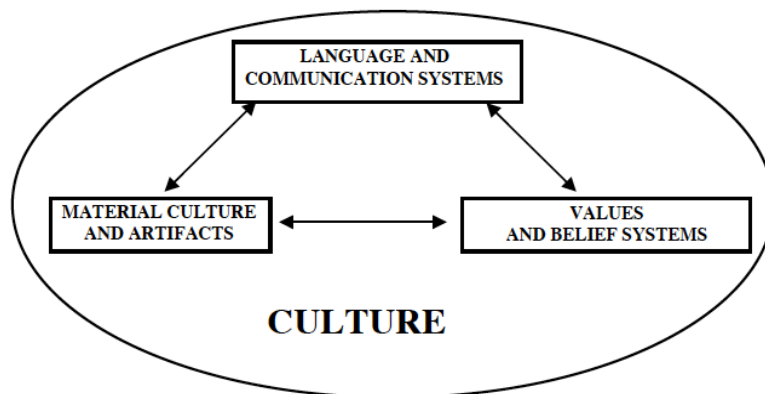 LANGUAGE AND
COMMUNICATION SYSTEMS
MATERIAL CULTURE
AND ARTIFACTS
VALUES
AND BELIEF SYSTEMS
CULTURE